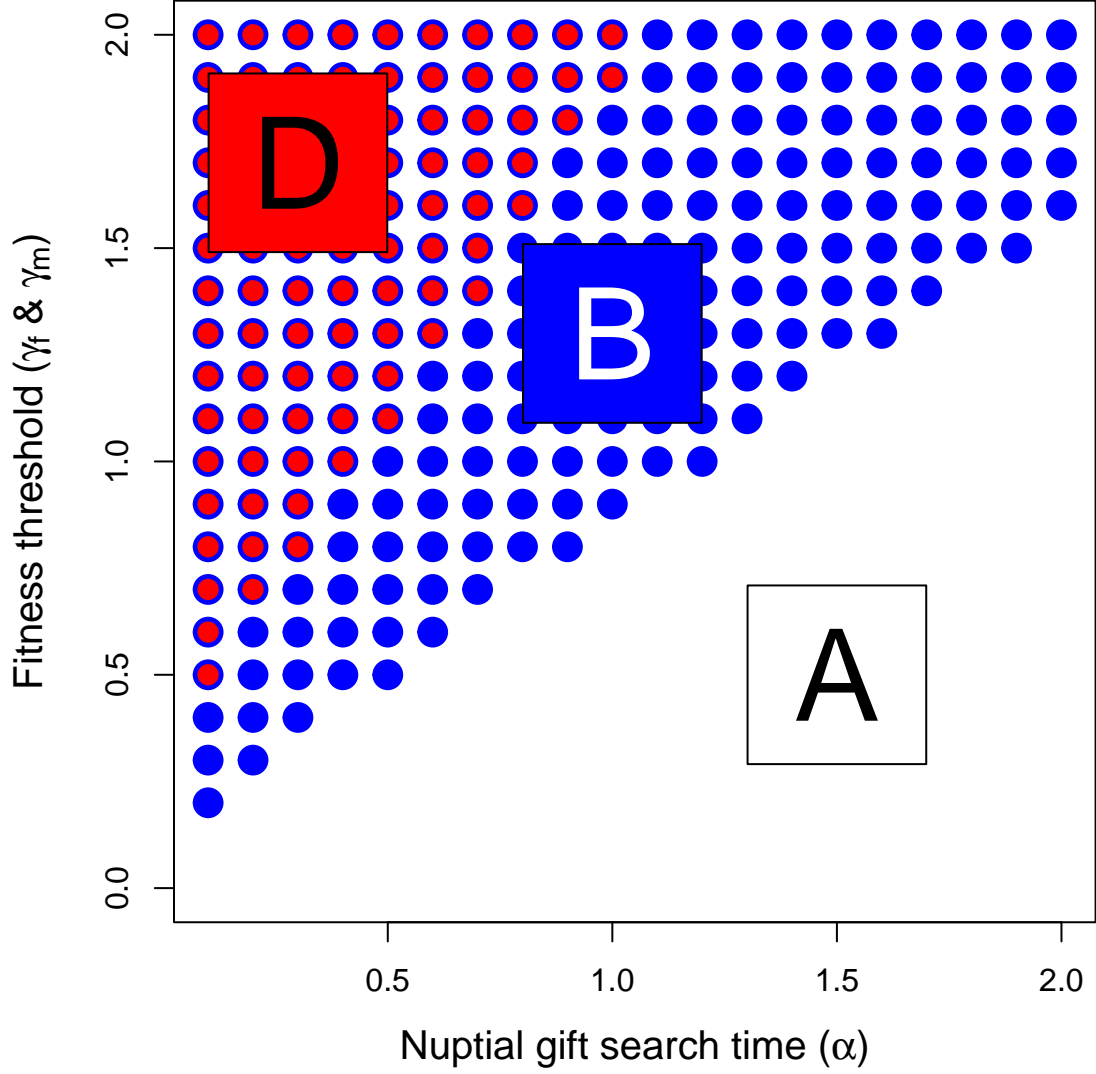 Fitness threshold (γf & γm)
2.0
1.5
1.0
0.5
0.0
D
B
A
0.5 1.0 1.5 2.0
Nuptial gift search time (α)